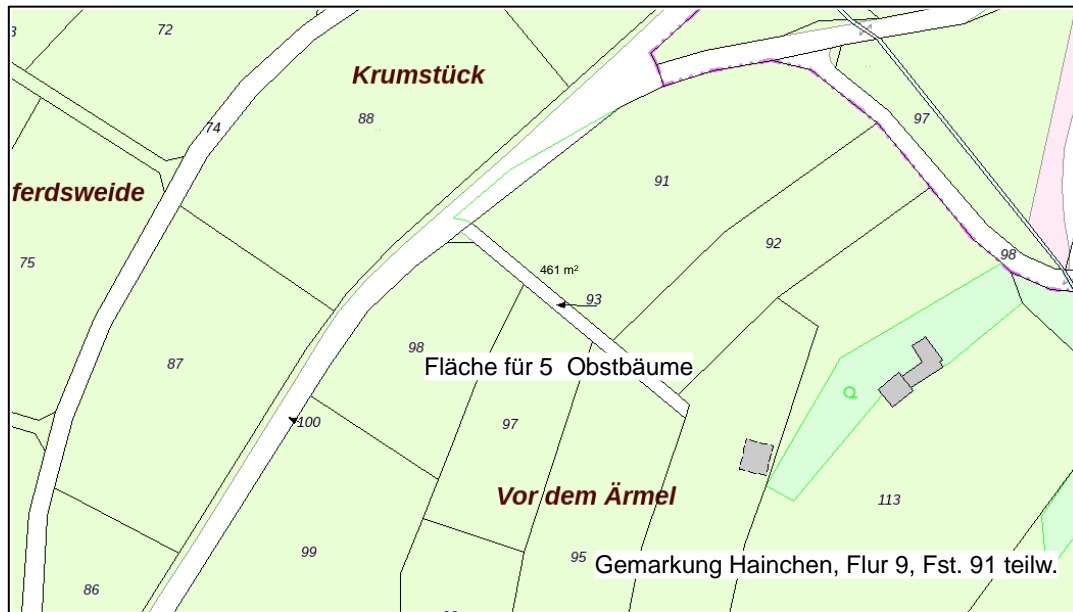 72
Krumstück
88
74
97
ferdsweide
91
75
92
98
461 m²
93
98
87
Fläche für 5 Obstbäume
100
97
Vor dem Ärmel
113
99
95
Gemarkung Hainchen, Flur 9, Fst. 91 teilw.
86